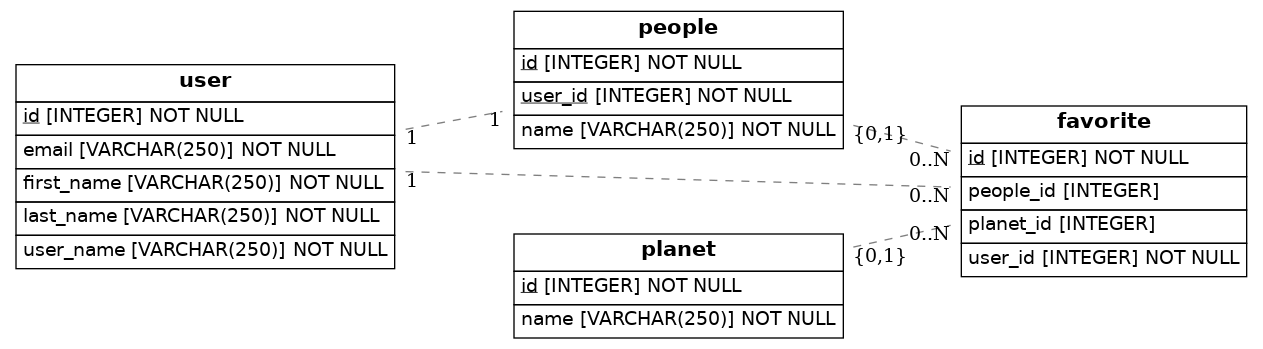 user
id [INTEGER] NOT NULL
email [VARCHAR(250)] NOT NULL
first_name [VARCHAR(250)] NOT NULL
last_name [VARCHAR(250)] NOT NULL
user_name [VARCHAR(250)] NOT NULL
1
1
1
people
id [INTEGER] NOT NULL
user_id [INTEGER] NOT NULL
name [VARCHAR(250)] NOT NULL
planet
id [INTEGER] NOT NULL
name [VARCHAR(250)] NOT NULL
{0,1}
0..N
0..N
0..N
{0,1}
favorite
id [INTEGER] NOT NULL
people_id [INTEGER]
planet_id [INTEGER]
user_id [INTEGER] NOT NULL